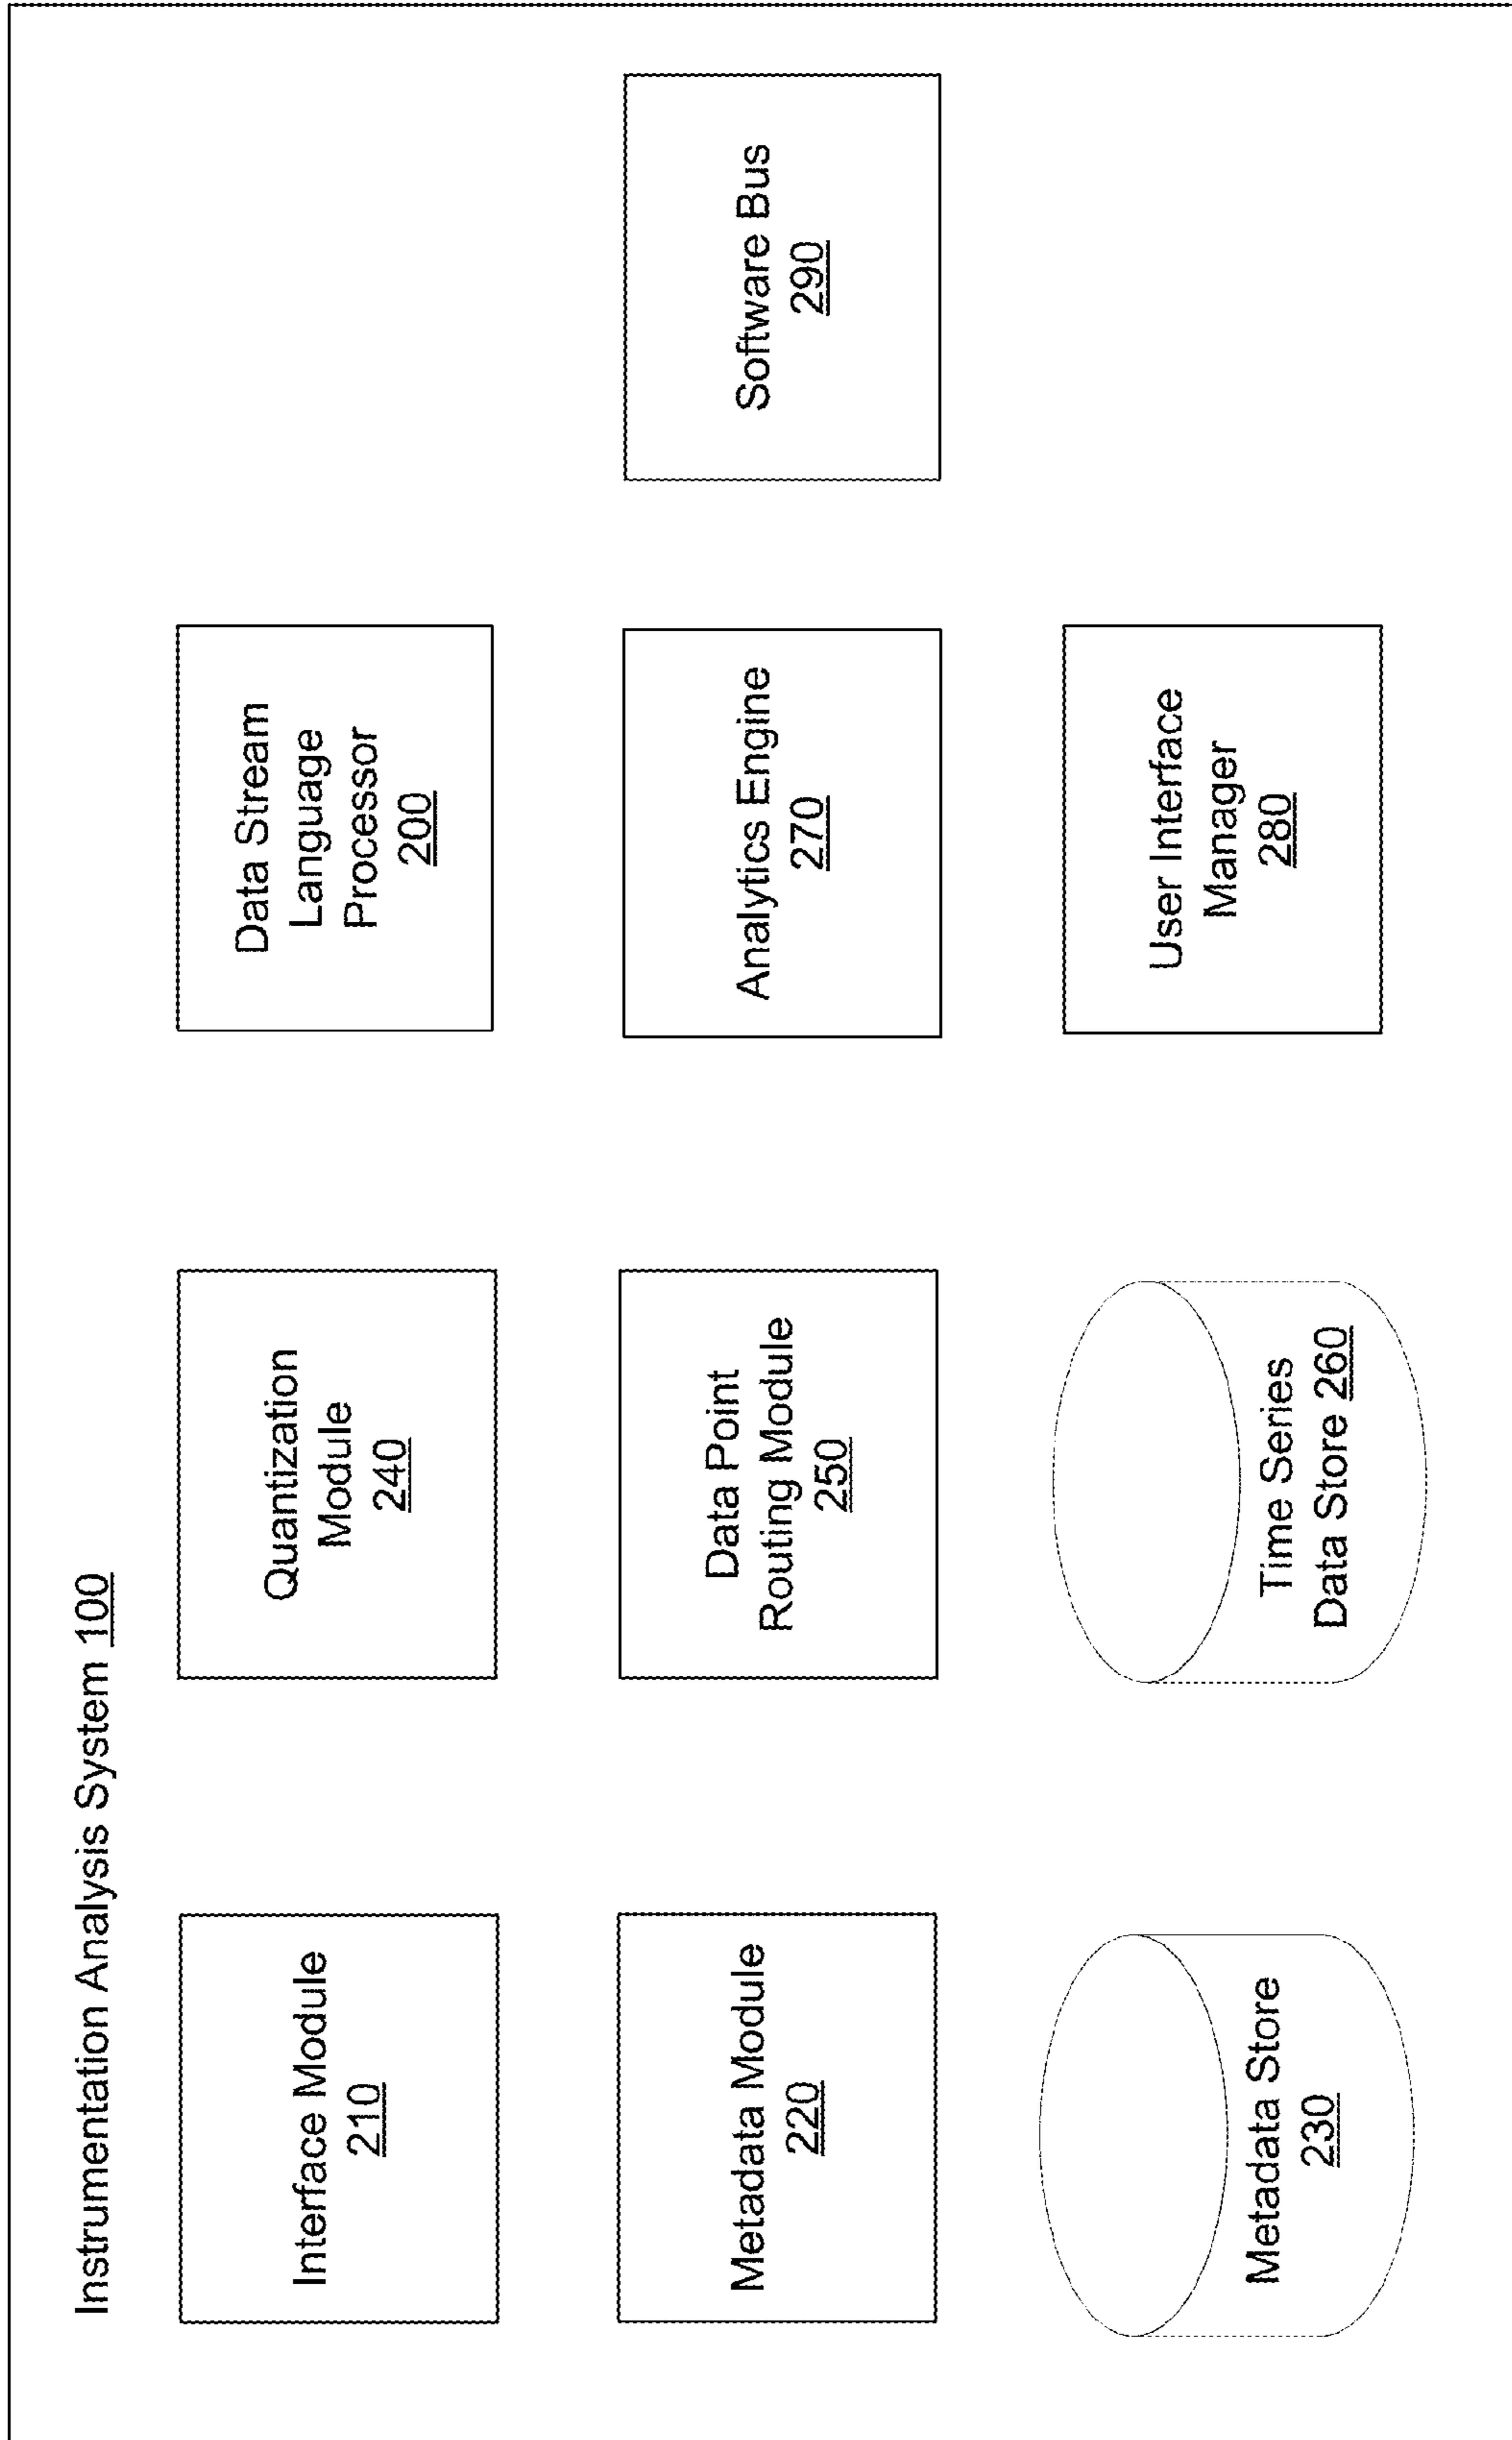 Instrumentation Analysis System 100
Interface Module
210
Quantization
Module
240
Data Stream
Language
Processor
200
Metadata Module
220
Data Point
Routing Module
250
Analytics Engine
270
Software Bus
290
Metadata Store
230
Time Series
Data Store 260
User Interface
Manager
280